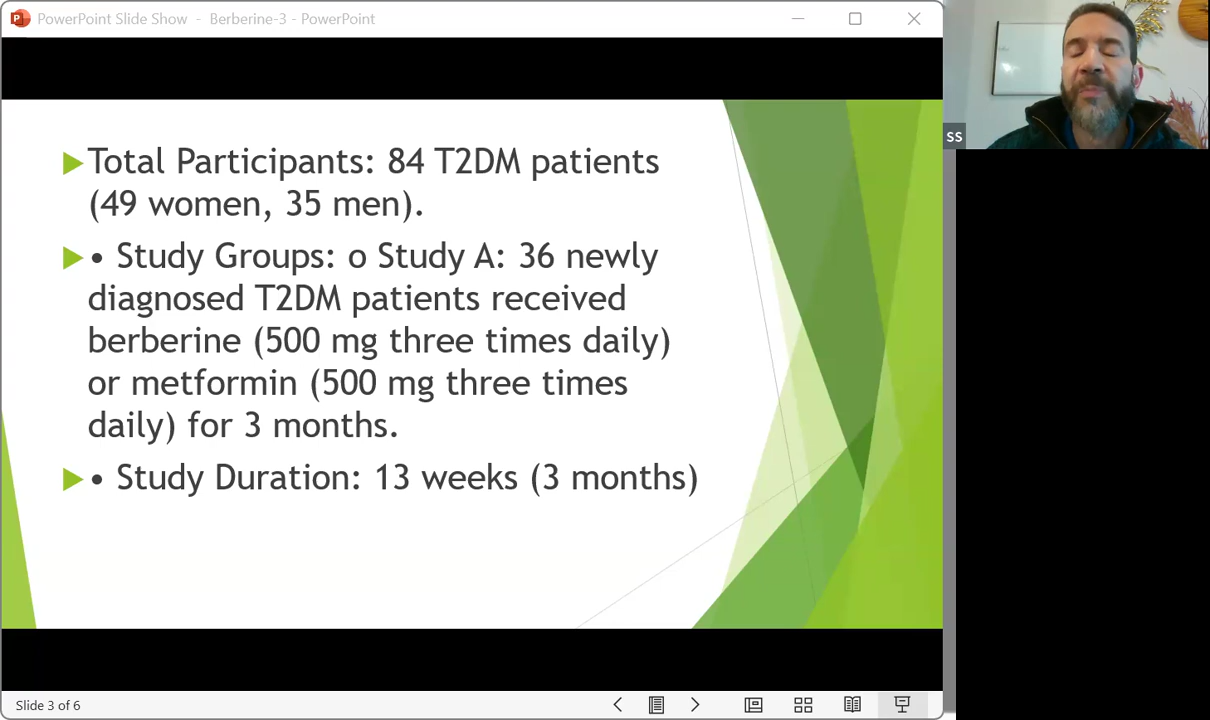 PowerPoint Slide Show - Berberine-3 - PowerPoint
Total Participants: 84 T2DM patients
(49 women, 35 men).
• Study Groups: o Study A: 36 newly
diagnosed T2DM patients received
berberine (500 mg three times daily)
or metformin (500 mg three times
daily) for 3 months.
• Study Duration: 13 weeks (3 months)
SS
Slide 3 of 6